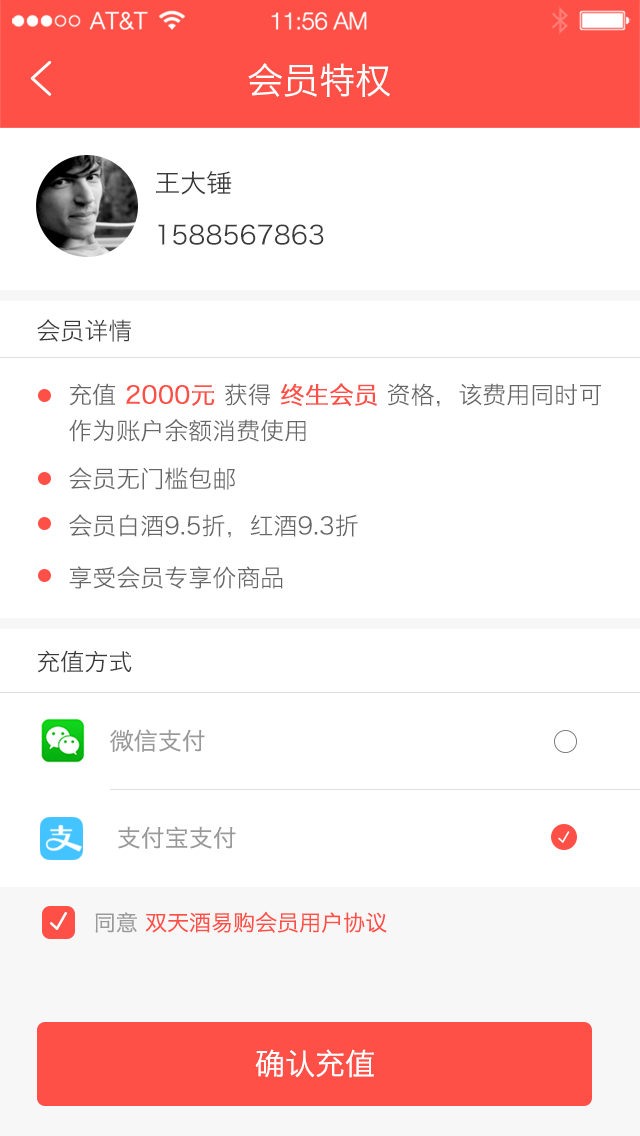 AT&T 11:56 AM
会员特权
王大锤
1588567863
会员详情
充值 2000元 获得 终生会员 资格，该费用同时可
作为账户余额消费使用
会员无门槛包邮
会员白酒9.5折，红酒9.3折
享受会员专享价商品
充值方式
微信支付
支 支付宝支付
同意 双天酒易购会员用户协议
确认充值